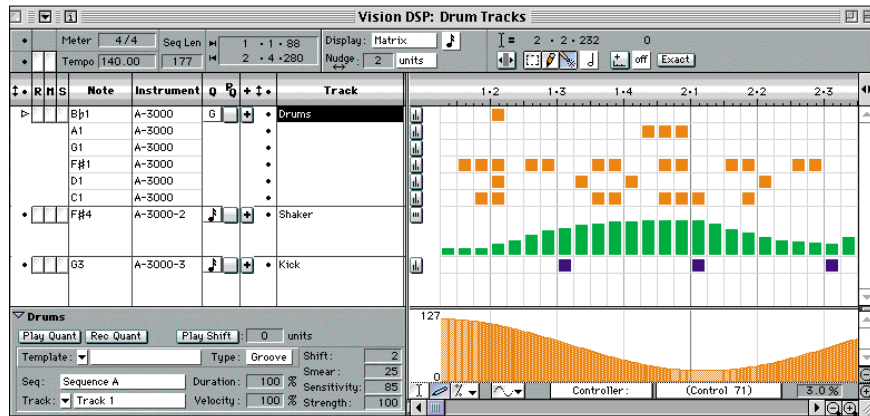 Vision DSP: Drum Tracks
Meter 4/4 Seq Len 1 · 1 · 88 Display: Matrix 2 · 2 · 232 0
Tempo 140.00 177 2 · 4 · 280 Nudge: 2 units off Exact
R M S Note Instrument Q PQ + Track 1·2 1·3 1·4 2·1 2·2 2·3
B♭1 A-3000 G + Drums
A1 A-3000
G1 A-3000
F♯1 A-3000
D1 A-3000
C1 A-3000
F♯4 A-3000-2 + Shaker
G3 A-3000-3 + Kick
Drums 127
Play Quant Rec Quant Play Shift: 0 units
Template: Type: Groove Shift: 2
Smear: 25
Seq: Sequence A Duration: 100 % Sensitivity: 85 0
Track: Track 1 Velocity: 100 % Strength: 100 % Controller: (Control 71) 3.0 %